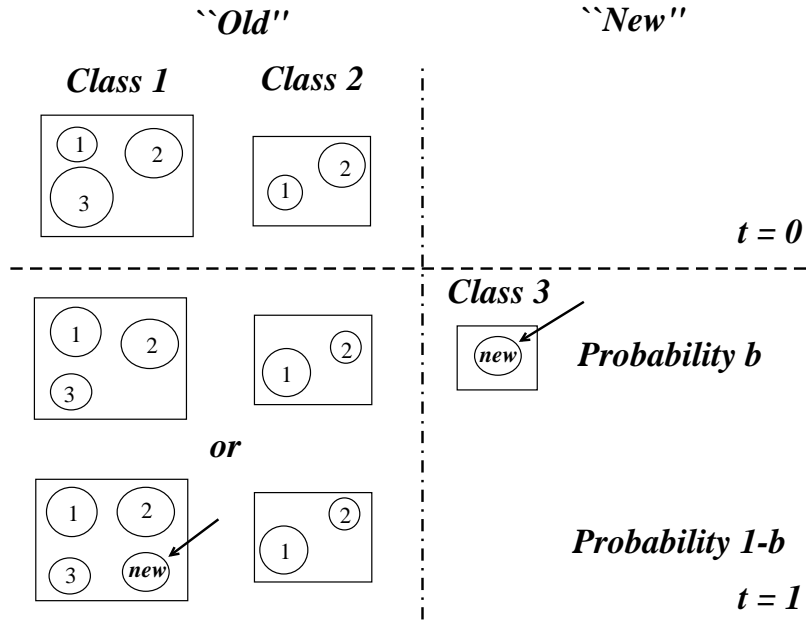 ``Old''
``New''
Class 1
Class 2
1
2
3
1
2
t = 0
Class 3
1
2
3
1
2
new
Probability b
or
1
2
3
new
1
2
Probability 1-b
t = 1